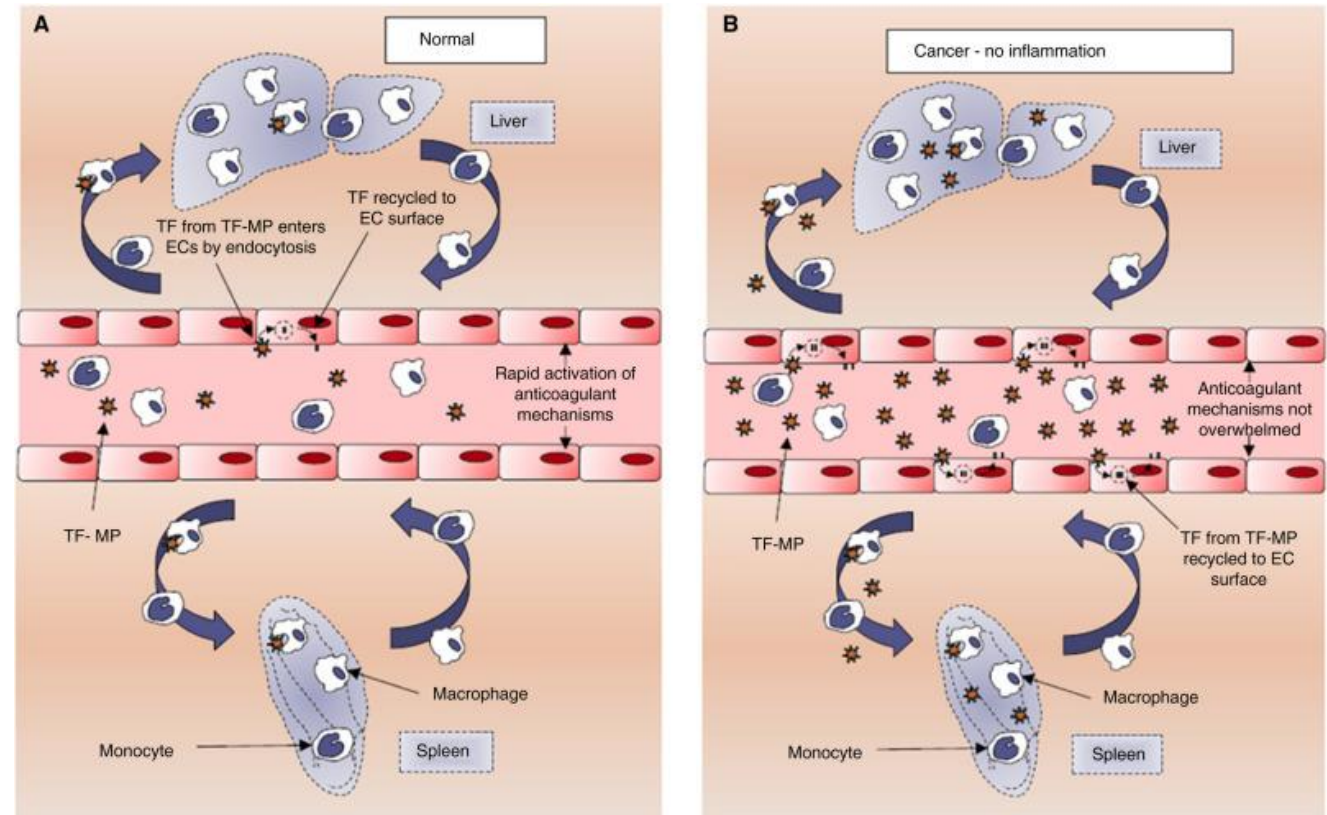 A
Normal
Liver
TF recycled to
EC surface
TF from TF-MP enters
ECs by endocytosis
Rapid activation of
anticoagulant
mechanisms
TF- MP
Macrophage
Monocyte
Spleen
B
Cancer - no inflammation
Liver
Anticoagulant
mechanisms not
overwhelmed
TF-MP
TF from TF-MP
recycled to EC
surface
Macrophage
Monocyte
Spleen